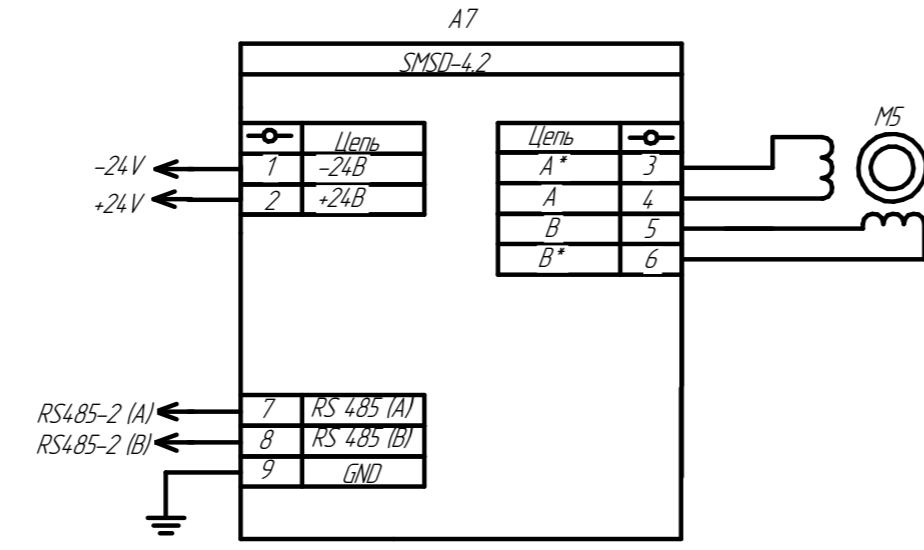 A7
SMSD-4.2
Цепь
-24V 1 -24В
+24V 2 +24В
Цепь
A* 3
A 4
B 5
B* 6
M5
RS485-2 (A) 7 RS 485 (A)
RS485-2 (B) 8 RS 485 (B)
9 GND